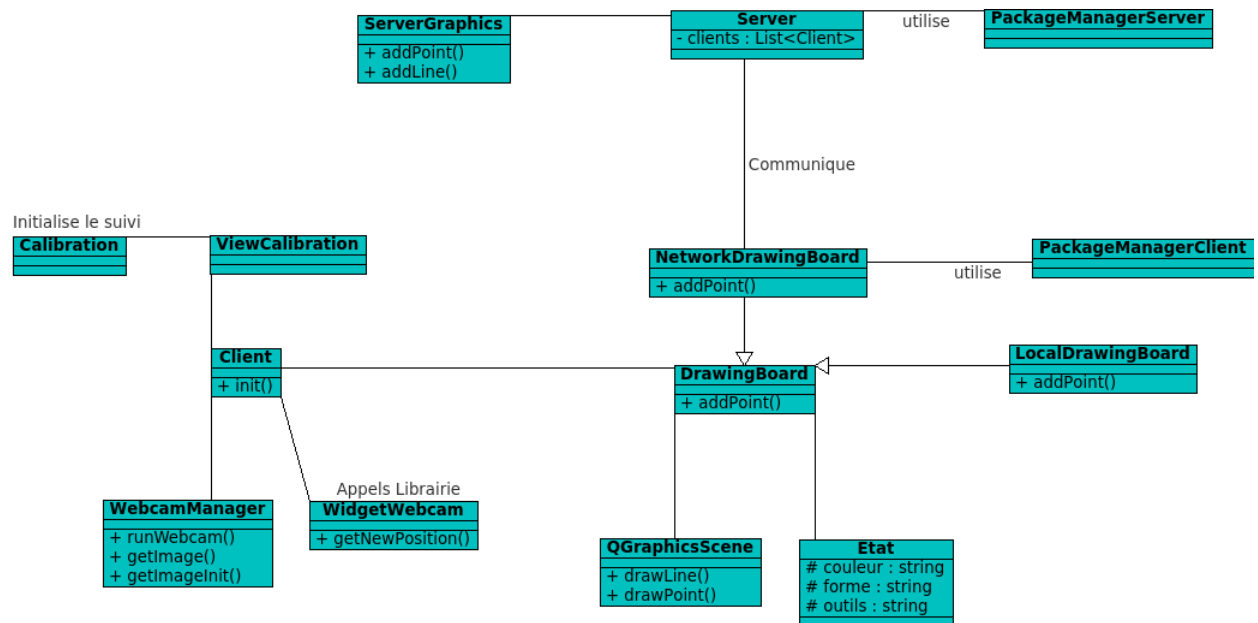 ServerGraphics
+ addPoint()
+ addLine()
Server
- clients : List<Client>
utilise
PackageManagerServer
Communique
Initialise le suivi
Calibration
ViewCalibration
NetworkDrawingBoard
+ addPoint()
utilise
PackageManagerClient
Client
+ init()
DrawingBoard
+ addPoint()
LocalDrawingBoard
+ addPoint()
WebcamManager
+ runWebcam()
+ getImage()
+ getImageInit()
Appels Librairie
WidgetWebcam
+ getNewPosition()
QGraphicsScene
+ drawLine()
+ drawPoint()
Etat
# couleur : string
# forme : string
# outils : string